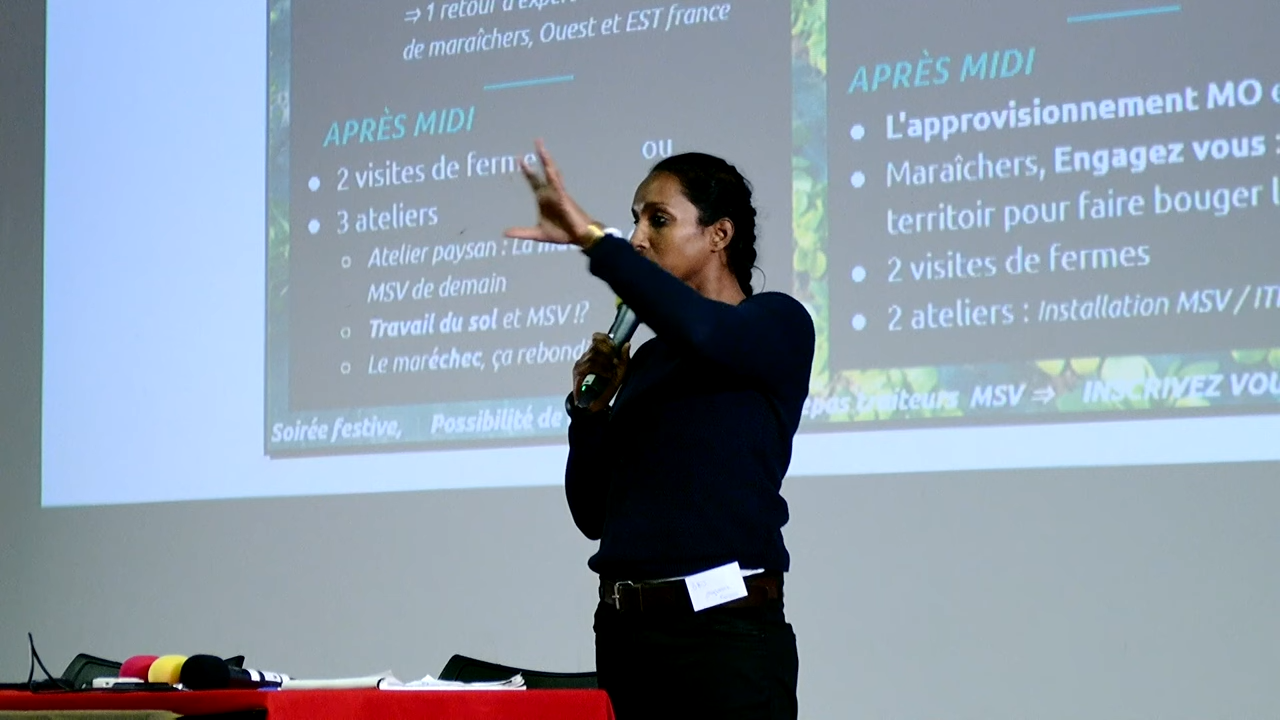 ⇒ 1 retour d'expér
de maraîchers, Ouest et EST france
APRÈS MIDI
2 visites de ferme
ou
3 ateliers
Atelier paysan : La
MSV de demain
Travail du sol et MSV !?
Le maréchec, ça rebond
Soirée festive, Possibilité de
APRÈS MIDI
L'approvisionnement MO e
Maraîchers, Engagez vous :
territoir pour faire bouger l
2 visites de fermes
2 ateliers : Installation MSV / IT
MSV ⇒ INSCRIVEZ VOU